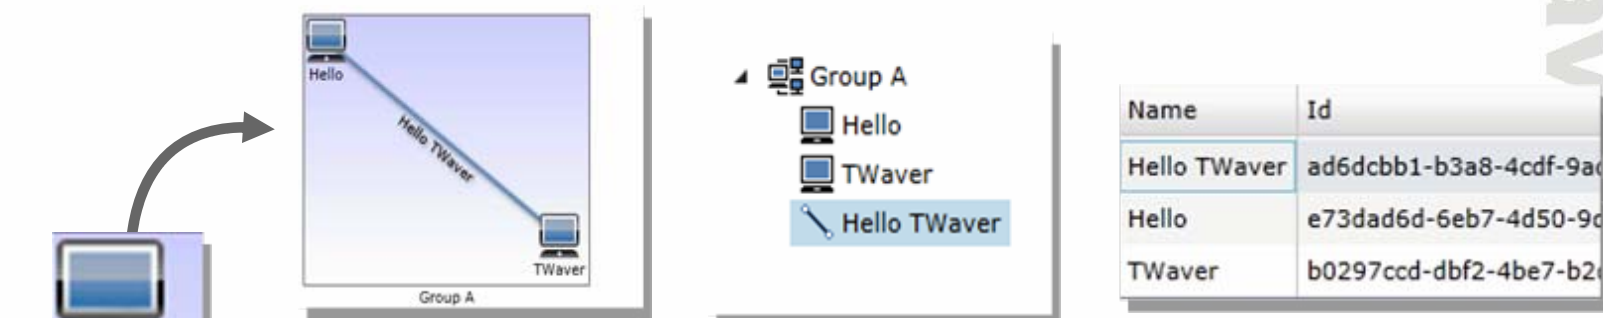 Hello
Hello TWaver
TWaver
Group A
Group A
Hello
TWaver
Hello TWaver
Name Id
Hello TWaver ad6dcbb1-b3a8-4cdf-9a
Hello e73dad6d-6eb7-4d50-9
TWaver b0297ccd-dbf2-4be7-b2